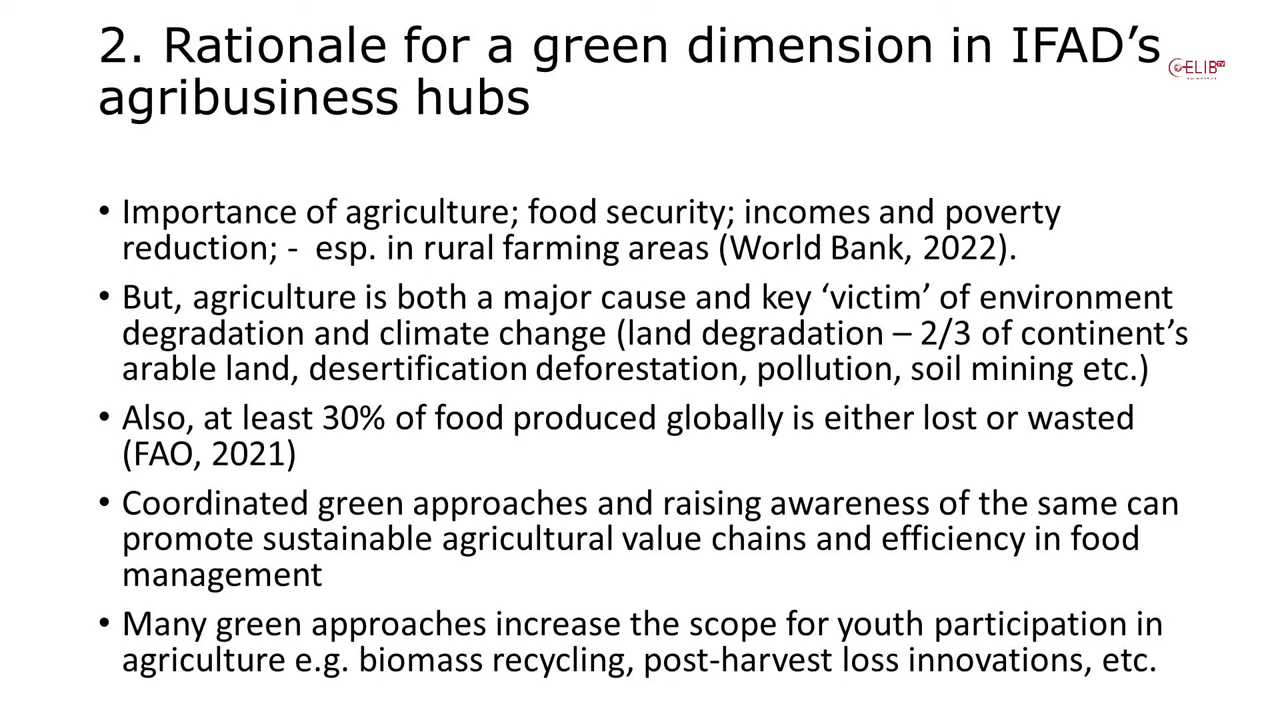 2. Rationale for a green dimension in IFAD’s
agribusiness hubs
ELIB TV
• Importance of agriculture; food security; incomes and poverty
reduction; - esp. in rural farming areas (World Bank, 2022).
• But, agriculture is both a major cause and key ‘victim’ of environment
degradation and climate change (land degradation – 2/3 of continent’s
arable land, desertification deforestation, pollution, soil mining etc.)
• Also, at least 30% of food produced globally is either lost or wasted
(FAO, 2021)
• Coordinated green approaches and raising awareness of the same can
promote sustainable agricultural value chains and efficiency in food
management
• Many green approaches increase the scope for youth participation in
agriculture e.g. biomass recycling, post-harvest loss innovations, etc.